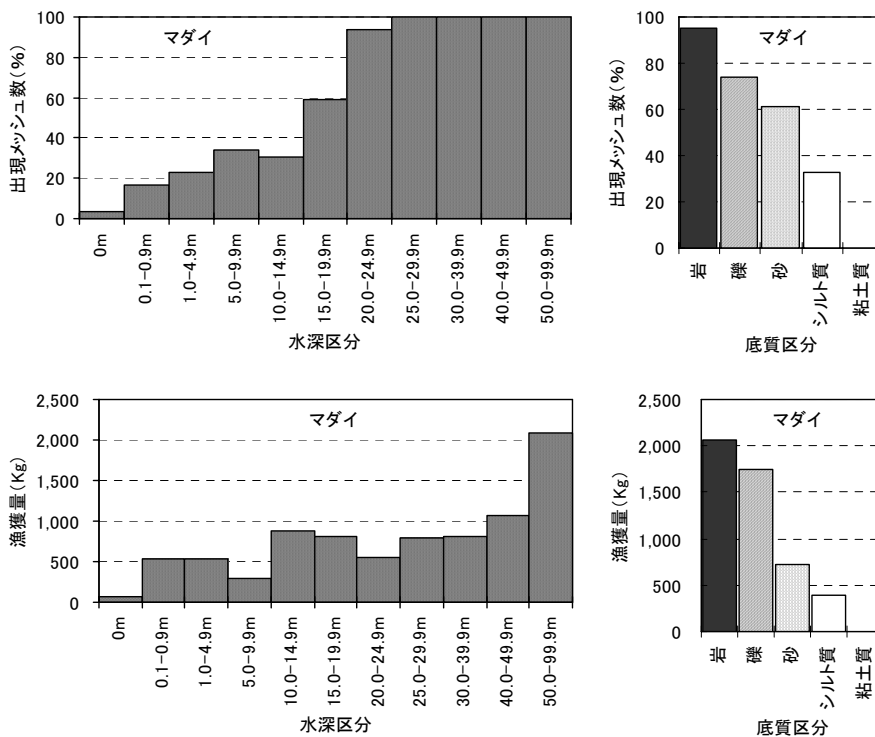 マダイ
出現メッシュ数(%)
100
80
60
40
20
0
0m
0.1-0.9m
1.0-4.9m
5.0-9.9m
10.0-14.9m
15.0-19.9m
20.0-24.9m
25.0-29.9m
30.0-39.9m
40.0-49.9m
50.0-99.9m
水深区分
マダイ
出現メッシュ数(%)
100
80
60
40
20
0
岩
礫
砂
シルト質
粘土質
底質区分
マダイ
漁獲量(Kg)
2,500
2,000
1,500
1,000
500
0
0m
0.1-0.9m
1.0-4.9m
5.0-9.9m
10.0-14.9m
15.0-19.9m
20.0-24.9m
25.0-29.9m
30.0-39.9m
40.0-49.9m
50.0-99.9m
水深区分
マダイ
漁獲量(Kg)
2,500
2,000
1,500
1,000
500
0
岩
礫
砂
シルト質
粘土質
底質区分